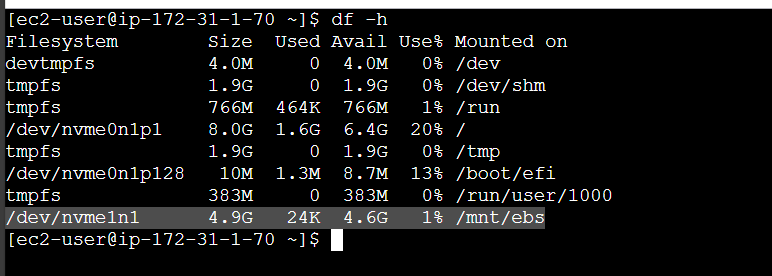 [ec2-user@ip-172-31-1-70 ~]$ df -h
Filesystem        Size  Used Avail Use% Mounted on
devtmpfs          4.0M     0  4.0M   0% /dev
tmpfs             1.9G     0  1.9G   0% /dev/shm
tmpfs             766M  464K  766M   1% /run
/dev/nvme0n1p1    8.0G  1.6G  6.4G  20% /
tmpfs             1.9G     0  1.9G   0% /tmp
/dev/nvme0n1p128   10M  1.3M  8.7M  13% /boot/efi
tmpfs             383M     0  383M   0% /run/user/1000
/dev/nvme1n1      4.9G   24K  4.6G   1% /mnt/ebs
[ec2-user@ip-172-31-1-70 ~]$